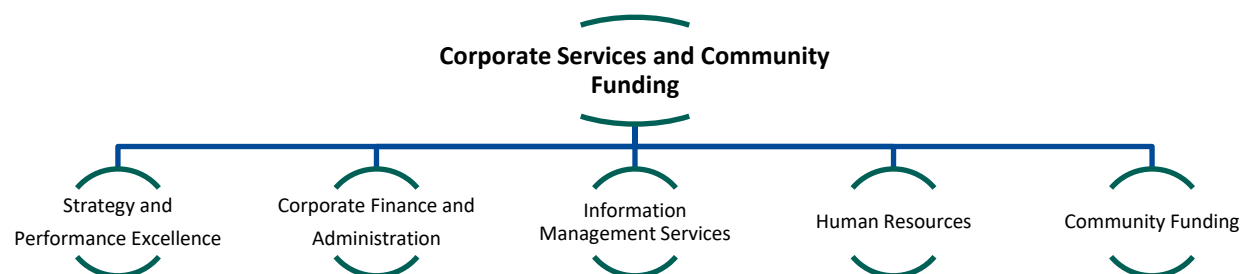 Corporate Services and Community
Funding
Strategy and
Performance Excellence
Corporate Finance and
Administration
Information
Management Services
Human Resources
Community Funding